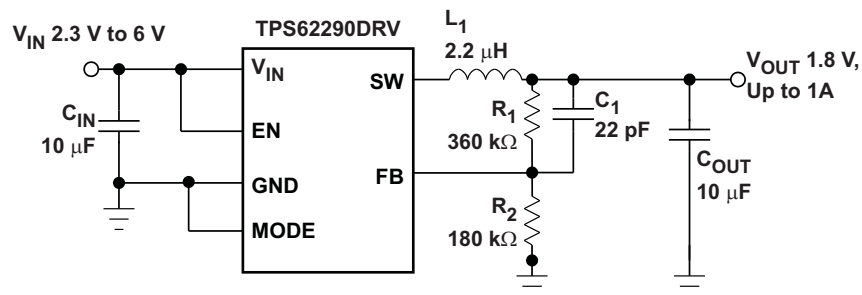 TPS62290DRV
V_IN 2.3 V to 6 V
L_1
2.2 μH
V_OUT 1.8 V,
Up to 1A
V_IN
SW
C_IN
10 μF
EN
R_1
360 kΩ
C_1
22 pF
GND
FB
C_OUT
10 μF
MODE
R_2
180 kΩ